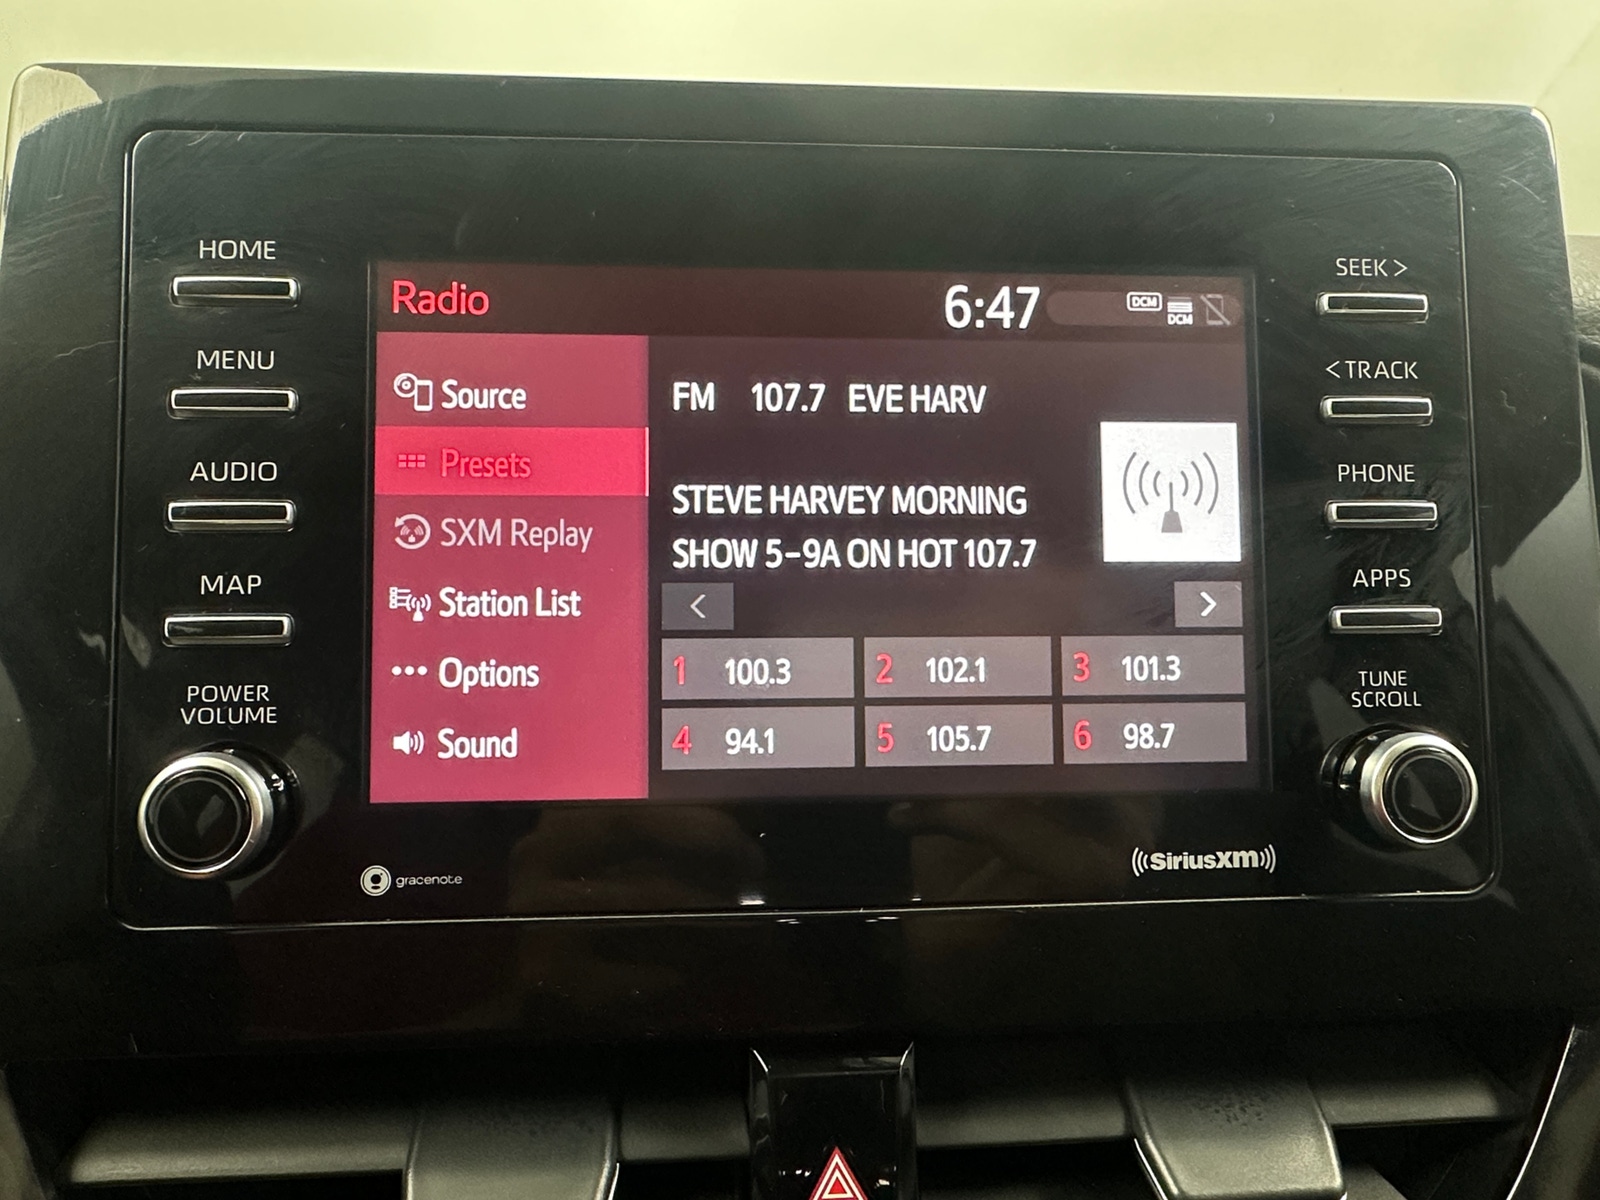 HOME
MENU
AUDIO
MAP
POWER
VOLUME
Radio
6:47
DCM
DCM
Source
Presets
SXM Replay
Station List
Options
Sound
FM 107.7 EVE HARV
STEVE HARVEY MORNING
SHOW 5-9A ON HOT 107.7
<
>
1 100.3
2 102.1
3 101.3
4 94.1
5 105.7
6 98.7
SEEK >
< TRACK
PHONE
APPS
TUNE
SCROLL
gracenote
((SiriusXM))